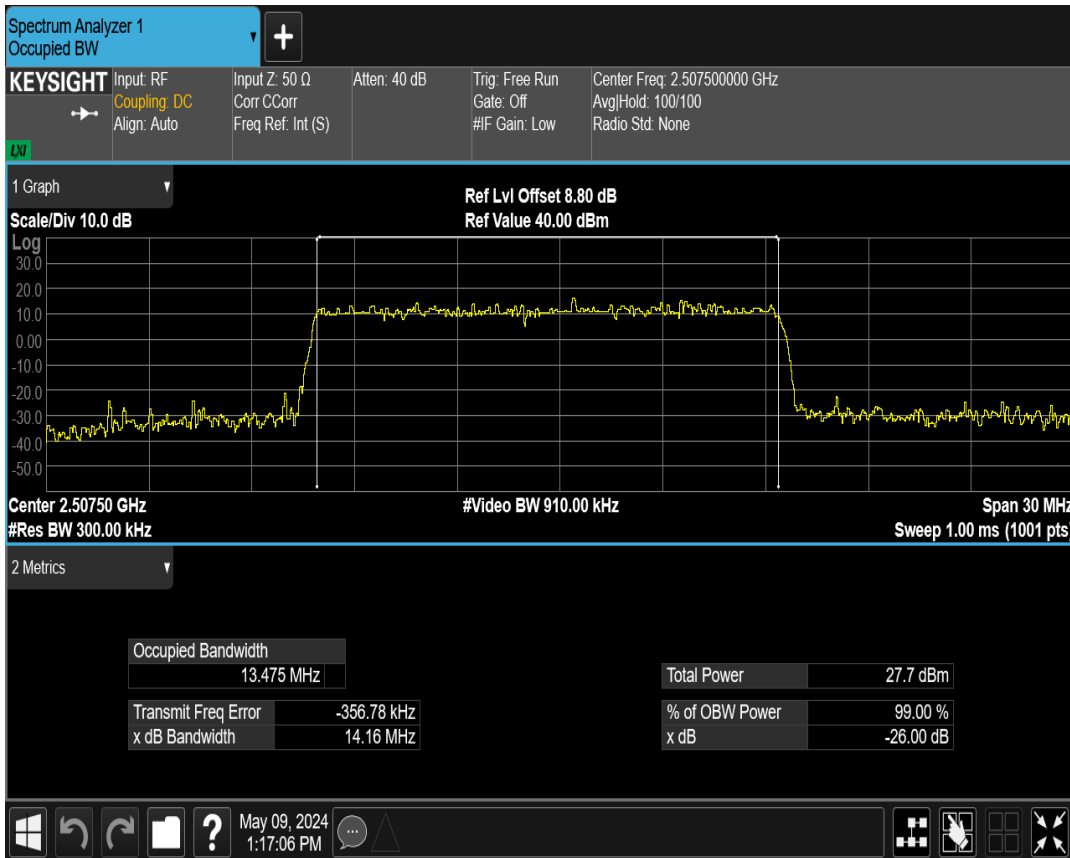 Spectrum Analyzer 1
Occupied BW
+
KEYSIGHT
Input: RF
Coupling: DC
Align: Auto
Input Z: 50 Ω
Corr CCorr
Freq Ref: Int (S)
Atten: 40 dB
Trig: Free Run
Gate: Off
#IF Gain: Low
Center Freq: 2.507500000 GHz
Avg|Hold: 100/100
Radio Std: None
LXI
1 Graph
Scale/Div 10.0 dB
Ref Lvl Offset 8.80 dB
Ref Value 40.00 dBm
Log
30.0
20.0
10.0
0.00
-10.0
-20.0
-30.0
-40.0
-50.0
Center 2.50750 GHz
#Res BW 300.00 kHz
#Video BW 910.00 kHz
Span 30 MHz
Sweep 1.00 ms (1001 pts)
2 Metrics
Occupied Bandwidth
13.475 MHz
Transmit Freq Error -356.78 kHz
x dB Bandwidth 14.16 MHz
Total Power 27.7 dBm
% of OBW Power 99.00 %
x dB -26.00 dB
?
May 09, 2024
1:17:06 PM